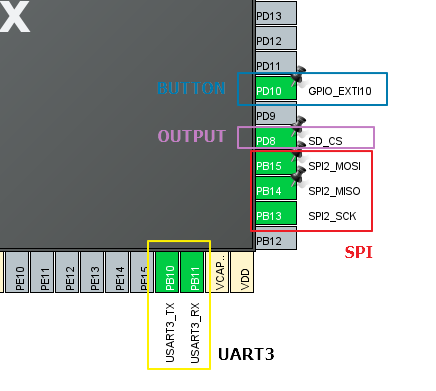 X
PD13
PD12
PD11
BUTTON PD10 GPIO_EXTI10
PD9
OUTPUT PD8 SD_CS
PB15 SPI2_MOSI
PB14 SPI2_MISO
PB13 SPI2_SCK
PB12
SPI
PE10 PE11 PE12 PE13 PE14 PE15 PB10 PB11 VCAP.. VDD
USART3_TX USART3_RX
UART3